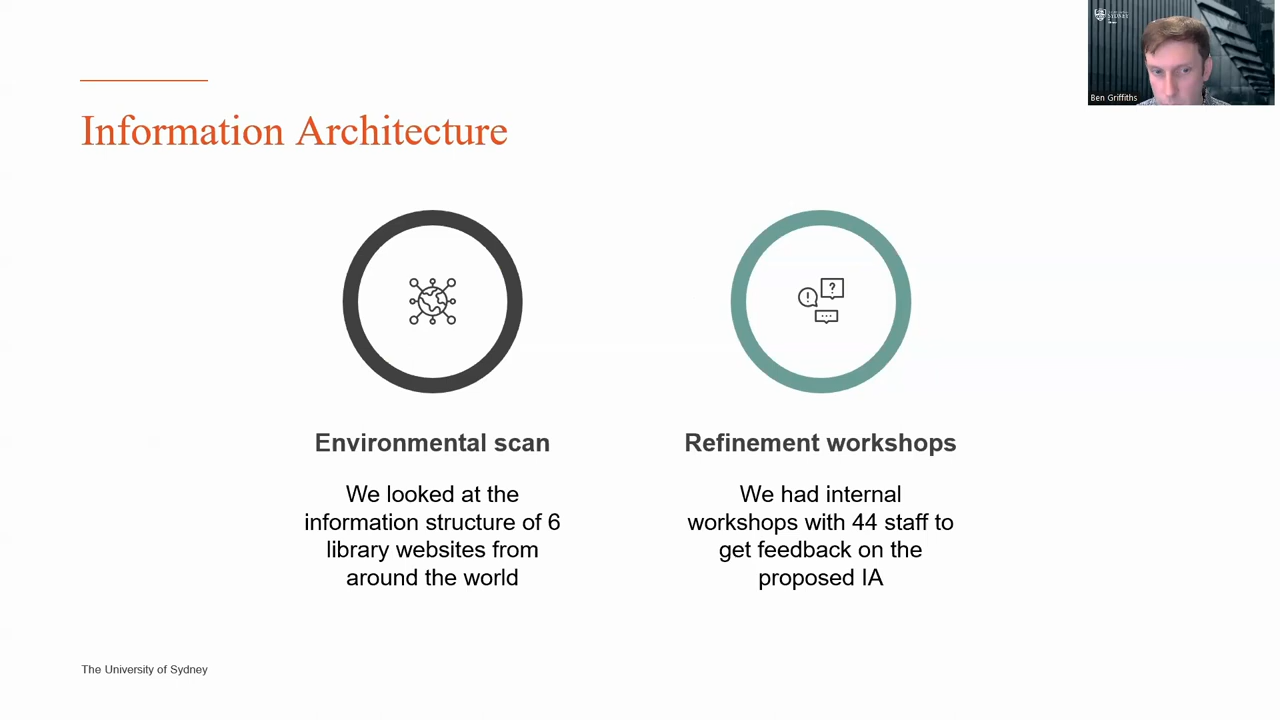 Information Architecture
SYDNEY
Ben Griffiths
?
!
...
Environmental scan
We looked at the
information structure of 6
library websites from
around the world
Refinement workshops
We had internal
workshops with 44 staff to
get feedback on the
proposed IA
The University of Sydney